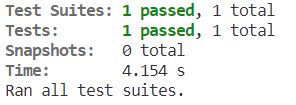 Test Suites: 1 passed, 1 total
Tests:       1 passed, 1 total
Snapshots:   0 total
Time:        4.154 s
Ran all test suites.